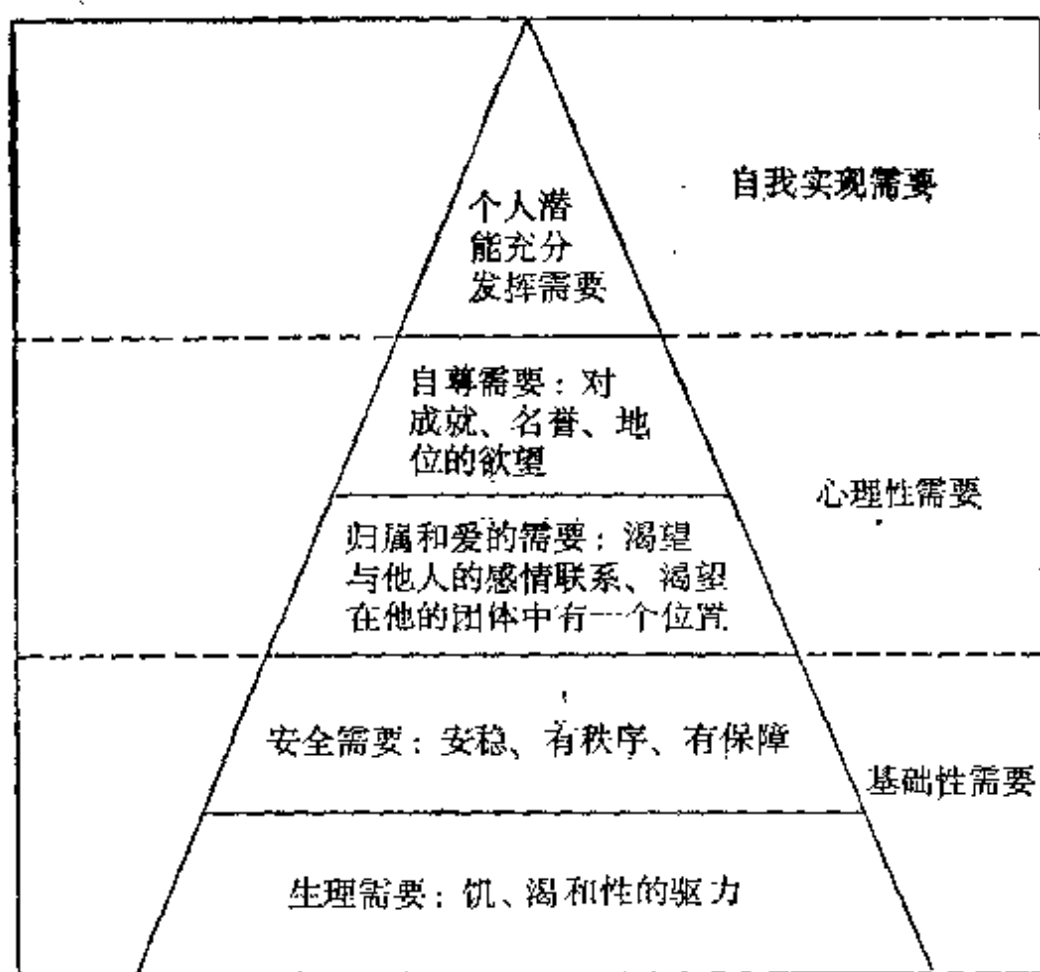 个人潜
能充分
发挥需要
自我实现需要
自尊需要：对
成就、名誉、地
位的欲望
心理性需要
归属和爱的需要：渴望
与他人的感情联系、渴望
在他的团体中有一个位置
安全需要：安稳、有秩序、有保障
基础性需要
生理需要：饥、渴和性的驱力